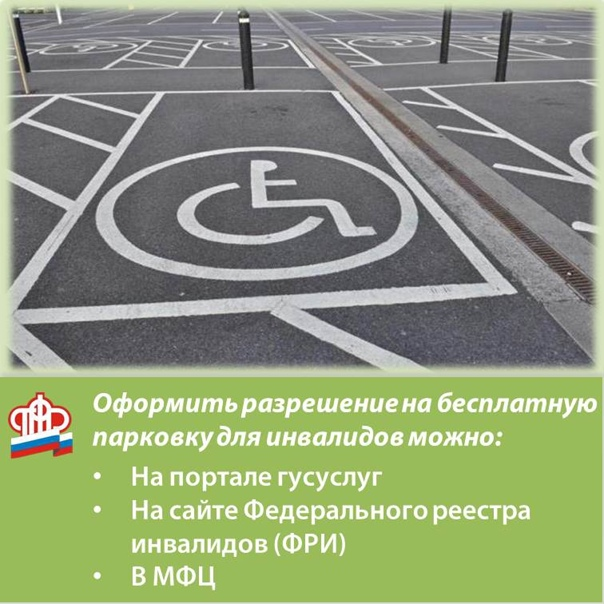 Оформить разрешение на бесплатную
парковку для инвалидов можно:
• На портале гусуслуг
• На сайте Федерального реестра
инвалидов (ФРИ)
• В МФЦ